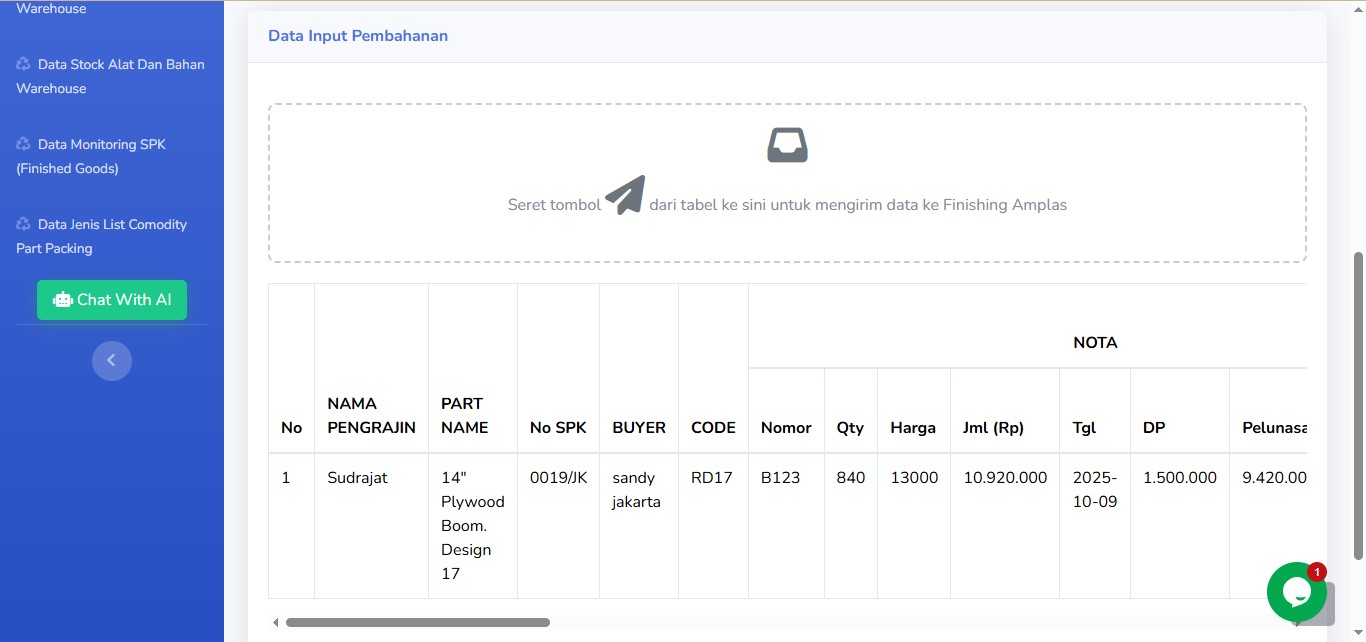 Warehouse
Data Stock Alat Dan Bahan
Warehouse
Data Monitoring SPK
(Finished Goods)
Data Jenis List Comodity
Part Packing
Chat With AI
Data Input Pembahanan
Seret tombol dari tabel ke sini untuk mengirim data ke Finishing Amplas
NOTA
No NAMA PENGRAJIN PART NAME No SPK BUYER CODE Nomor Qty Harga Jml (Rp) Tgl DP Pelunasa
1 Sudrajat 14" 0019/JK sandy RD17 B123 840 13000 10.920.000 2025- 1.500.000 9.420.00
Plywood jakarta 10-09
Boom.
Design
17
1